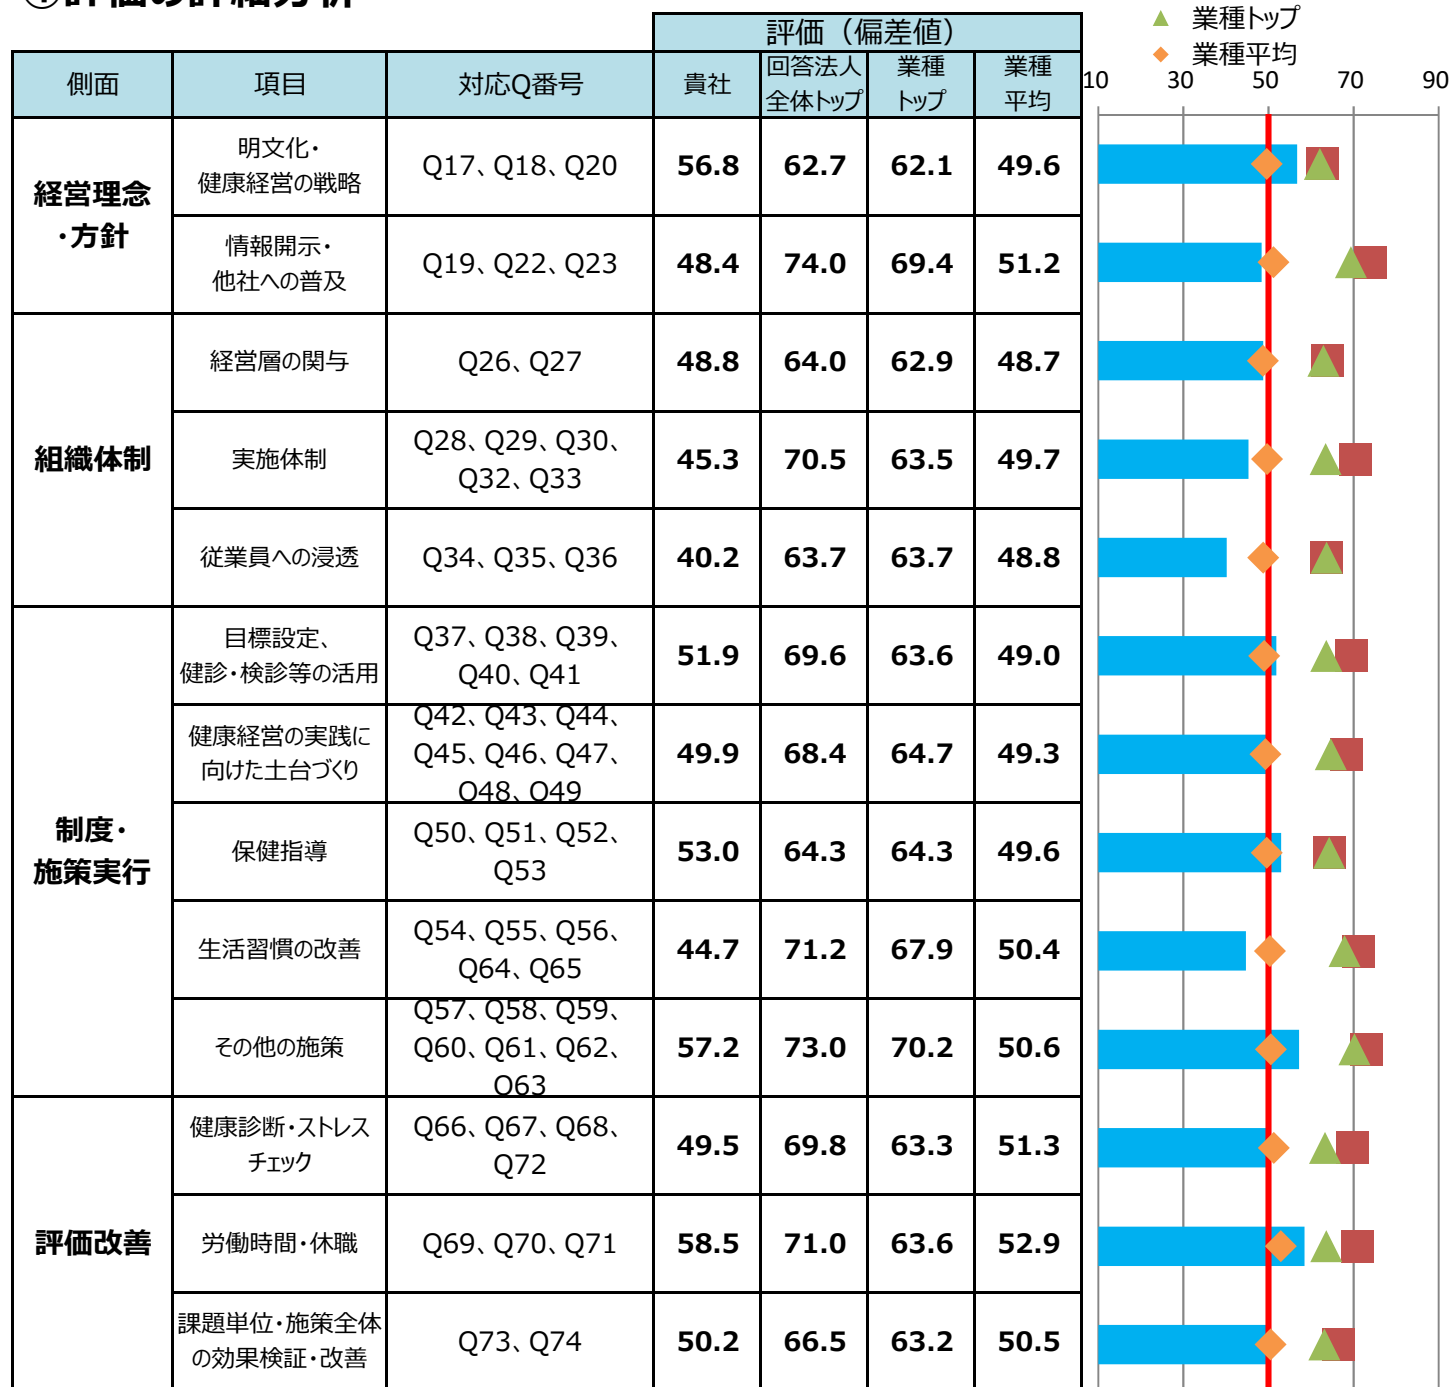 ①評価の詳細分析
業種トップ
業種平均
評価（偏差値）
側面 項目 対応Q番号 貴社 回答法人 業種 業種
全体トップ トップ 平均
10 30 50 70 90
経営理念
・方針
明文化・
健康経営の戦略
Q17、Q18、Q20 56.8 62.7 62.1 49.6
情報開示・
他社への普及
Q19、Q22、Q23 48.4 74.0 69.4 51.2
組織体制
経営層の関与 Q26、Q27 48.8 64.0 62.9 48.7
実施体制
Q28、Q29、Q30、
Q32、Q33
45.3 70.5 63.5 49.7
従業員への浸透 Q34、Q35、Q36 40.2 63.7 63.7 48.8
制度・
施策実行
目標設定、
健診・検診等の活用
Q37、Q38、Q39、
Q40、Q41
51.9 69.6 63.6 49.0
健康経営の実践に
向けた土台づくり
Q42、Q43、Q44、
Q45、Q46、Q47、
Q48、Q49
49.9 68.4 64.7 49.3
保健指導
Q50、Q51、Q52、
Q53
53.0 64.3 64.3 49.6
生活習慣の改善
Q54、Q55、Q56、
Q64、Q65
44.7 71.2 67.9 50.4
その他の施策
Q57、Q58、Q59、
Q60、Q61、Q62、
Q63
57.2 73.0 70.2 50.6
評価改善
健康診断・ストレス
チェック
Q66、Q67、Q68、
Q72
49.5 69.8 63.3 51.3
労働時間・休職 Q69、Q70、Q71 58.5 71.0 63.6 52.9
課題単位・施策全体
の効果検証・改善
Q73、Q74 50.2 66.5 63.2 50.5